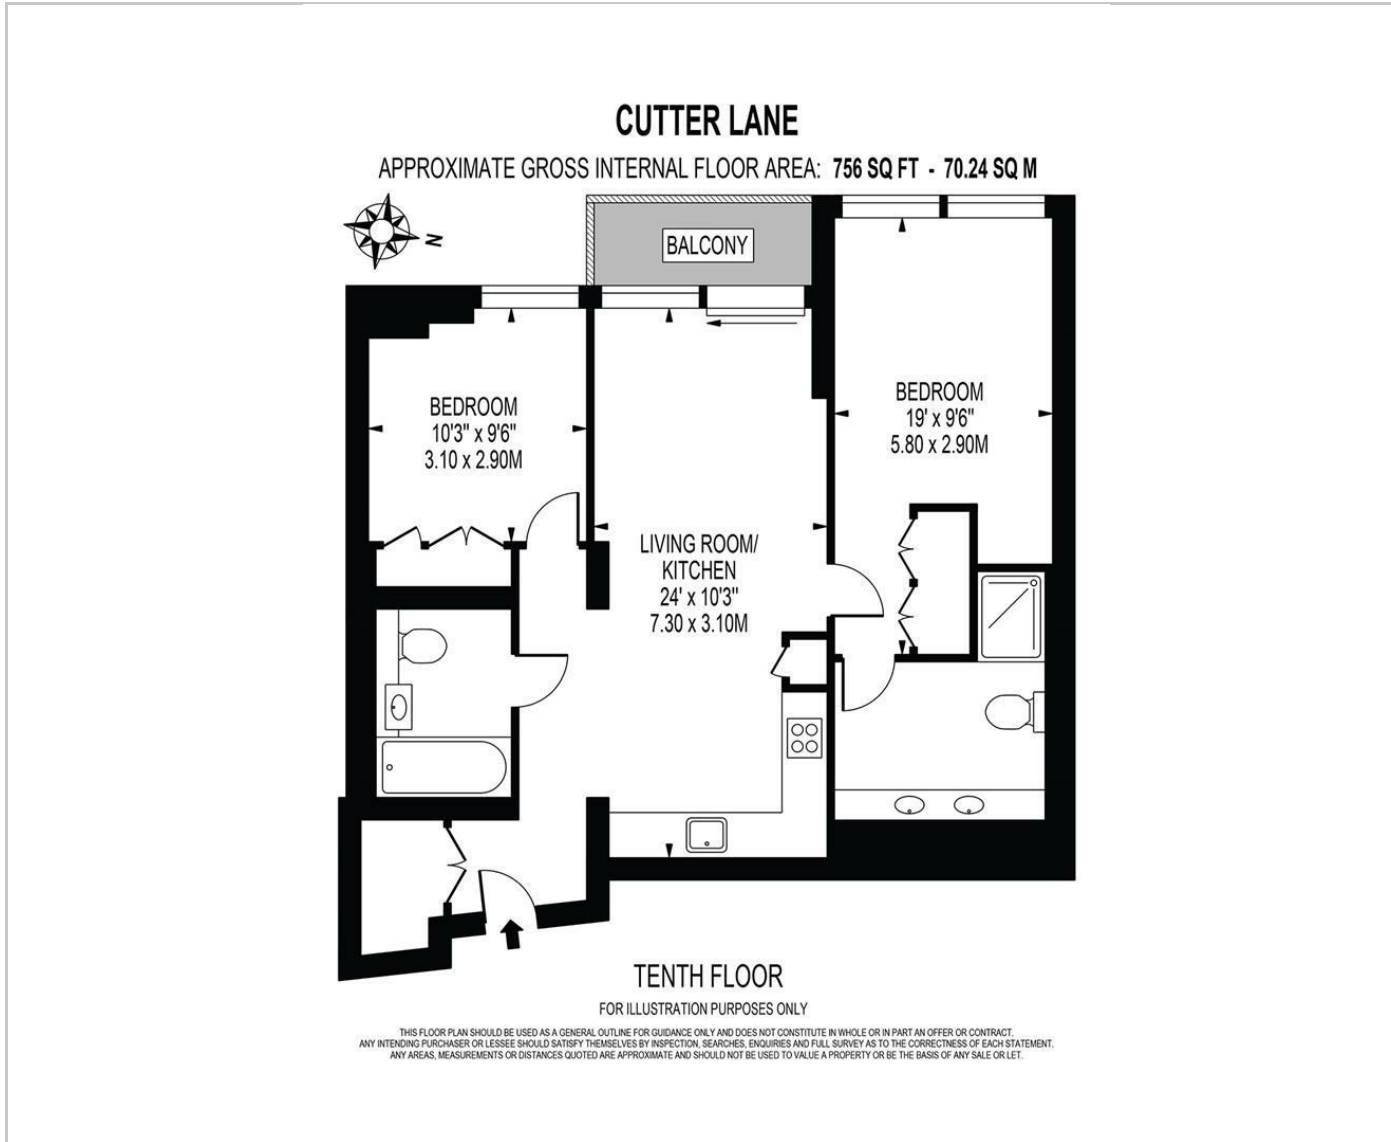 CUTTER LANE
APPROXIMATE GROSS INTERNAL FLOOR AREA: 756 SQ FT - 70.24 SQ M
N
BALCONY
BEDROOM
10'3" x 9'6"
3.10 x 2.90M
BEDROOM
19' x 9'6"
5.80 x 2.90M
LIVING ROOM/
KITCHEN
24' x 10'3"
7.30 x 3.10M
TENTH FLOOR
FOR ILLUSTRATION PURPOSES ONLY
THIS FLOOR PLAN SHOULD BE USED AS A GENERAL OUTLINE FOR GUIDANCE ONLY AND DOES NOT CONSTITUTE IN WHOLE OR IN PART AN OFFER OR CONTRACT.
ANY INTENDING PURCHASER OR LESSEE SHOULD SATISFY THEMSELVES BY INSPECTION, SEARCHES, ENQUIRIES AND FULL SURVEY AS TO THE CORRECTNESS OF EACH STATEMENT.
ANY AREAS, MEASUREMENTS OR DISTANCES QUOTED ARE APPROXIMATE AND SHOULD NOT BE USED TO VALUE A PROPERTY OR BE THE BASIS OF ANY SALE OR LET.